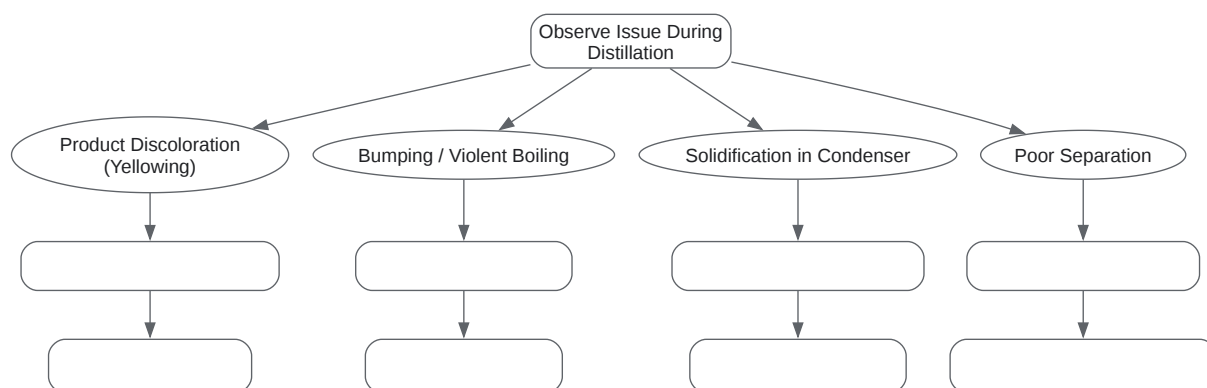 Observe Issue During
Distillation
Product Discoloration
(Yellowing)
Bumping / Violent Boiling
Solidification in Condenser
Poor Separation